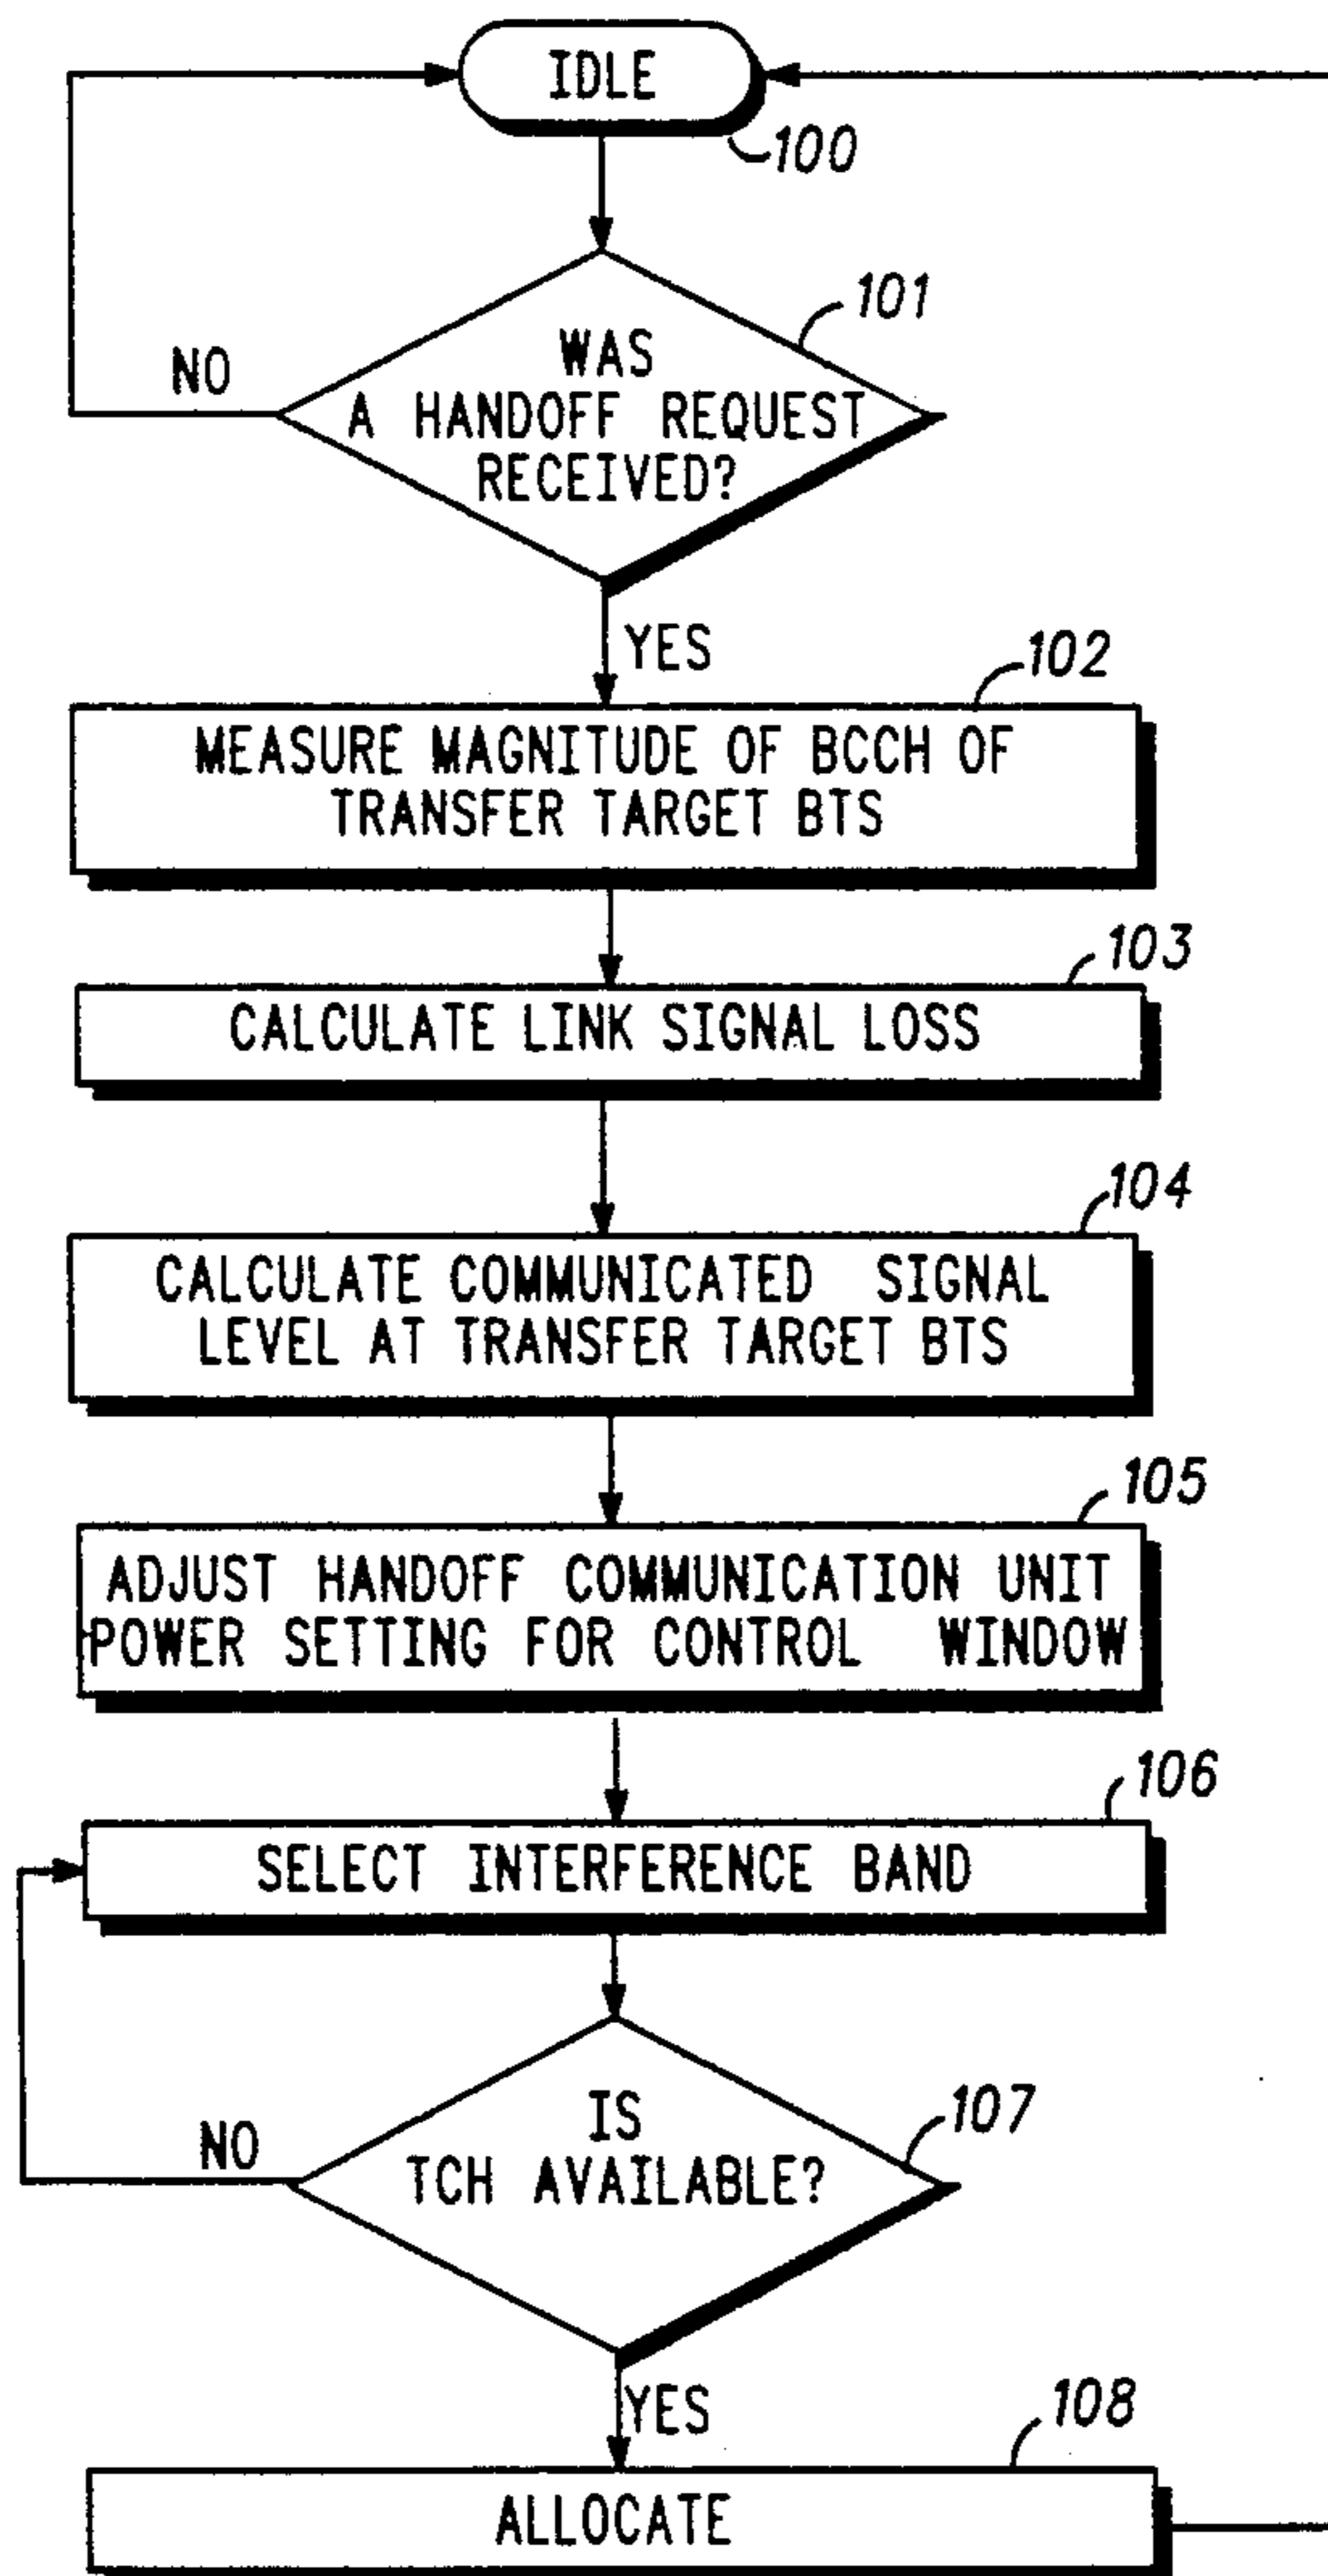 IDLE
100
101
WAS
A HANDOFF REQUEST
RECEIVED?
NO
YES
102
MEASURE MAGNITUDE OF BCCH OF
TRANSFER TARGET BTS
103
CALCULATE LINK SIGNAL LOSS
104
CALCULATE COMMUNICATED SIGNAL
LEVEL AT TRANSFER TARGET BTS
105
ADJUST HANDOFF COMMUNICATION UNIT
POWER SETTING FOR CONTROL WINDOW
106
SELECT INTERFERENCE BAND
107
IS
TCH AVAILABLE?
NO
YES
108
ALLOCATE